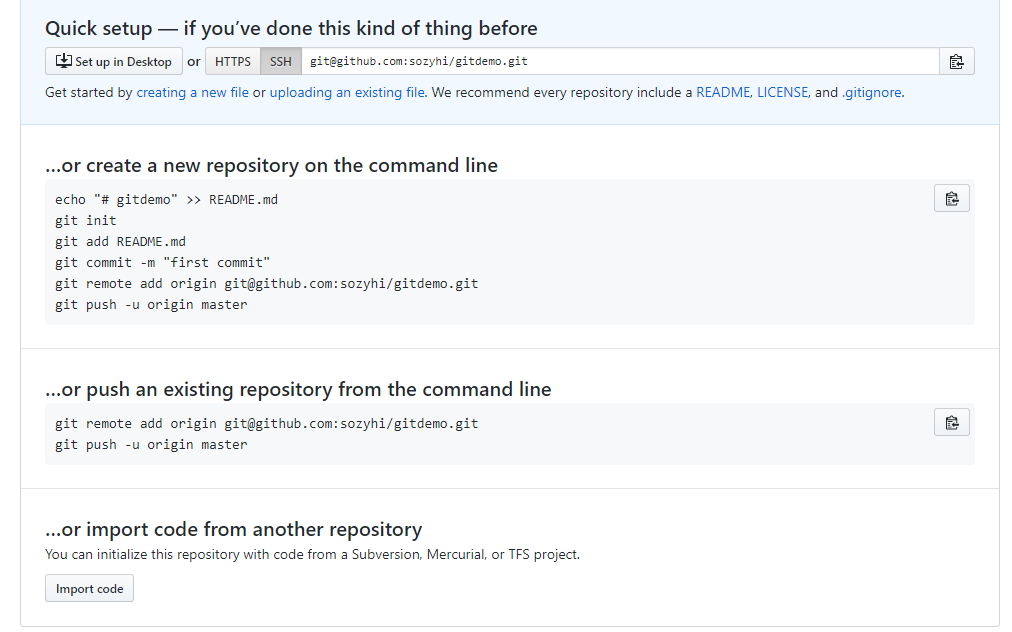 Quick setup — if you’ve done this kind of thing before
Set up in Desktop or HTTPS SSH git@github.com:sozyhi/gitdemo.git
Get started by creating a new file or uploading an existing file. We recommend every repository include a README, LICENSE, and .gitignore.
…or create a new repository on the command line
echo "# gitdemo" >> README.md
git init
git add README.md
git commit -m "first commit"
git remote add origin git@github.com:sozyhi/gitdemo.git
git push -u origin master
…or push an existing repository from the command line
git remote add origin git@github.com:sozyhi/gitdemo.git
git push -u origin master
…or import code from another repository
You can initialize this repository with code from a Subversion, Mercurial, or TFS project.
Import code